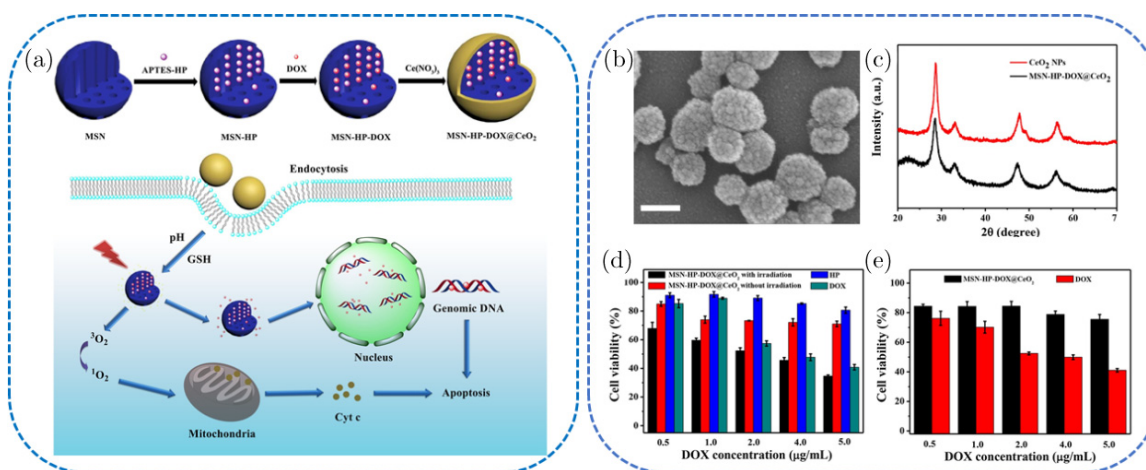 (a)
APTES-HP
DOX
Ce(NO3)3
MSN
MSN-HP
MSN-HP-DOX
MSN-HP-DOX@CeO2
Endocytosis
pH
GSH
3O2
1O2
Genomic DNA
Nucleus
Mitochondria
Cyt c
Apoptosis
(b)
(c)
CeO2 NPs
MSN-HP-DOX@CeO2
Intensity (a.u.)
20 30 40 50 60 7
2θ (degree)
(d)
MSN-HP-DOX@CeO2 with irradiation
HP
MSN-HP-DOX@CeO2 without irradiation
DOX
Cell viability (%)
100
80
60
40
20
0
0.5 1.0 2.0 4.0 5.0
DOX concentration (μg/mL)
(e)
MSN-HP-DOX@CeO2
DOX
Cell viability (%)
100
80
60
40
20
0
0.5 1.0 2.0 4.0 5.0
DOX concentration (μg/mL)